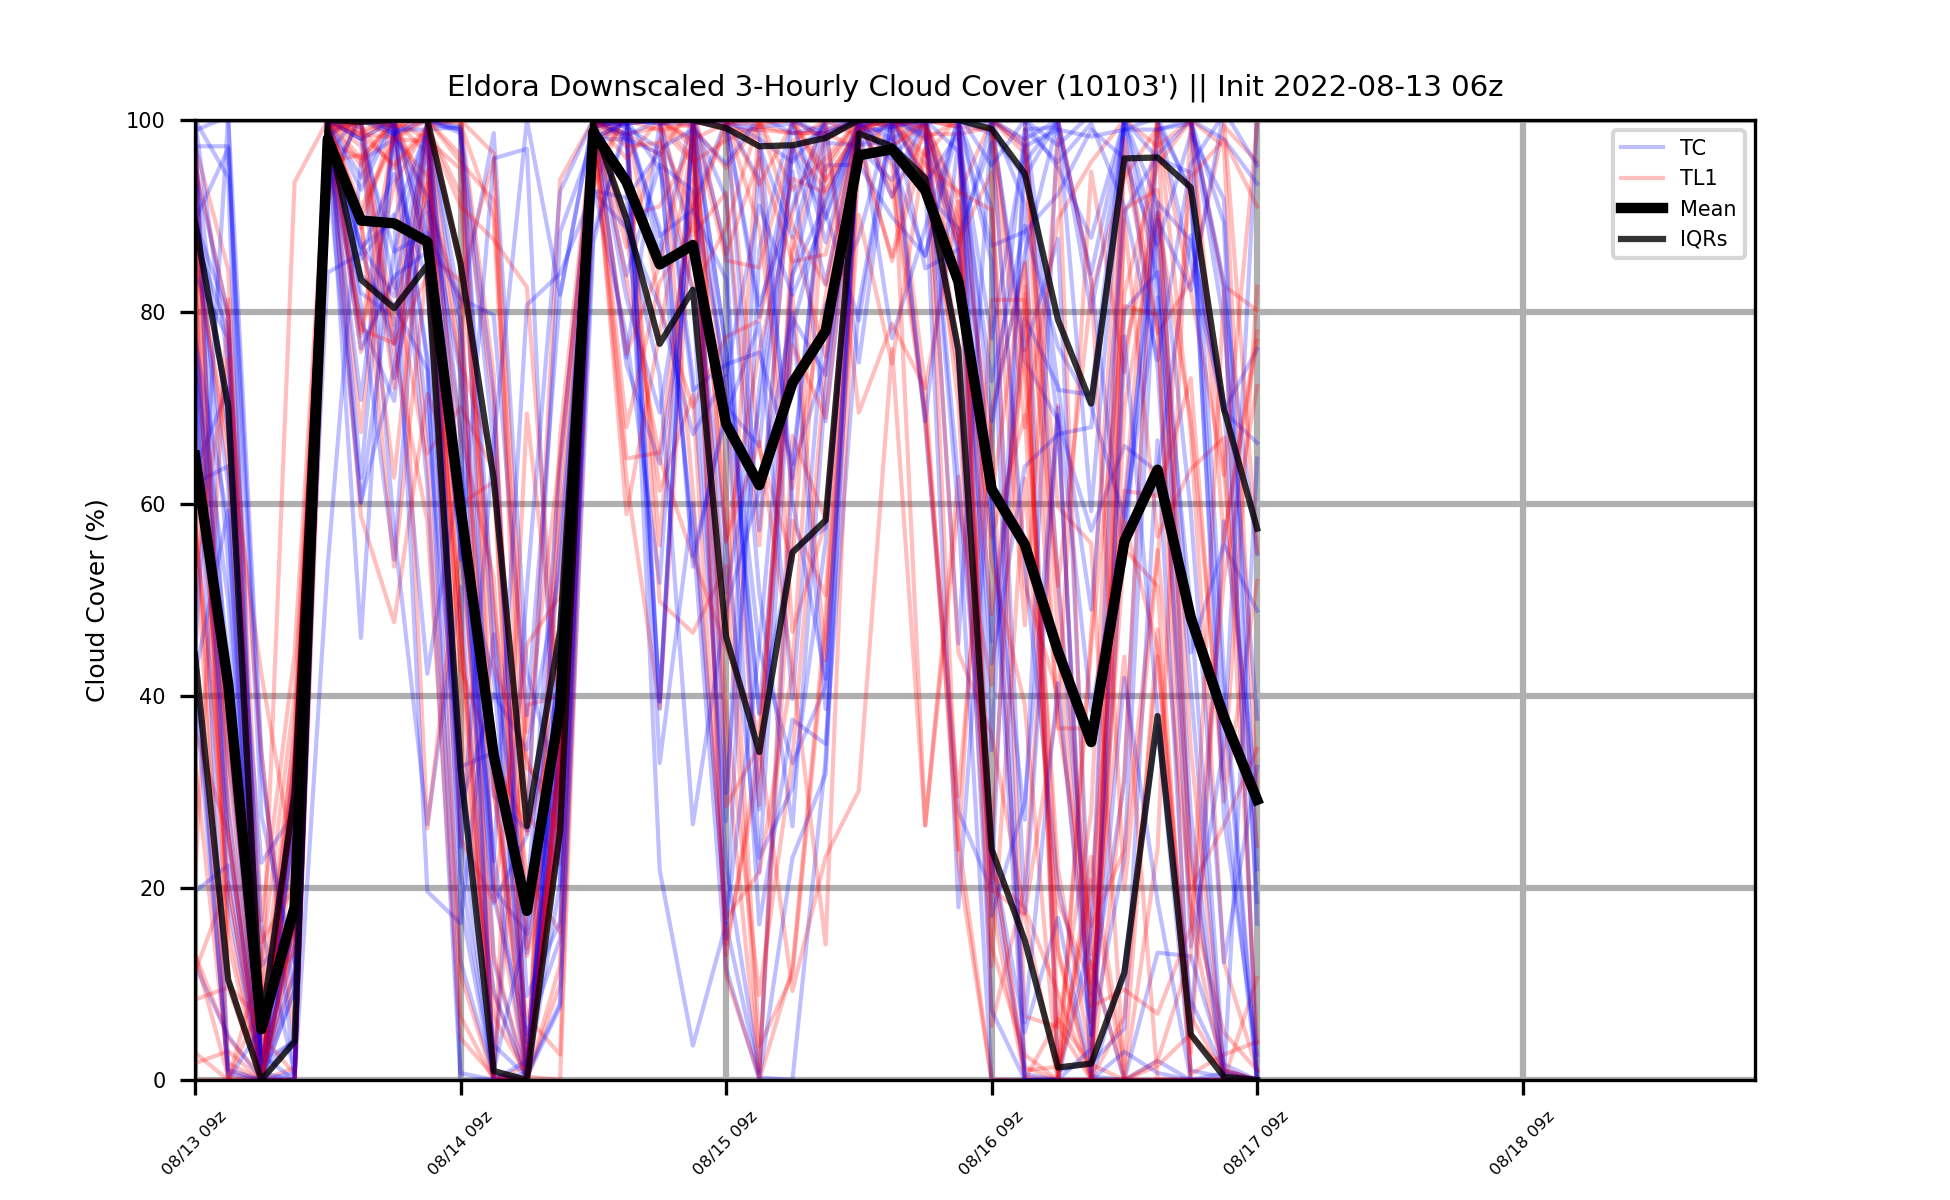 Eldora Downscaled 3-Hourly Cloud Cover (10103') || Init 2022-08-13 06z
Cloud Cover (%)
100
80
60
40
20
0
TC
TL1
Mean
IQRs
08/13 09z
08/14 09z
08/15 09z
08/16 09z
08/17 09z
08/18 09z